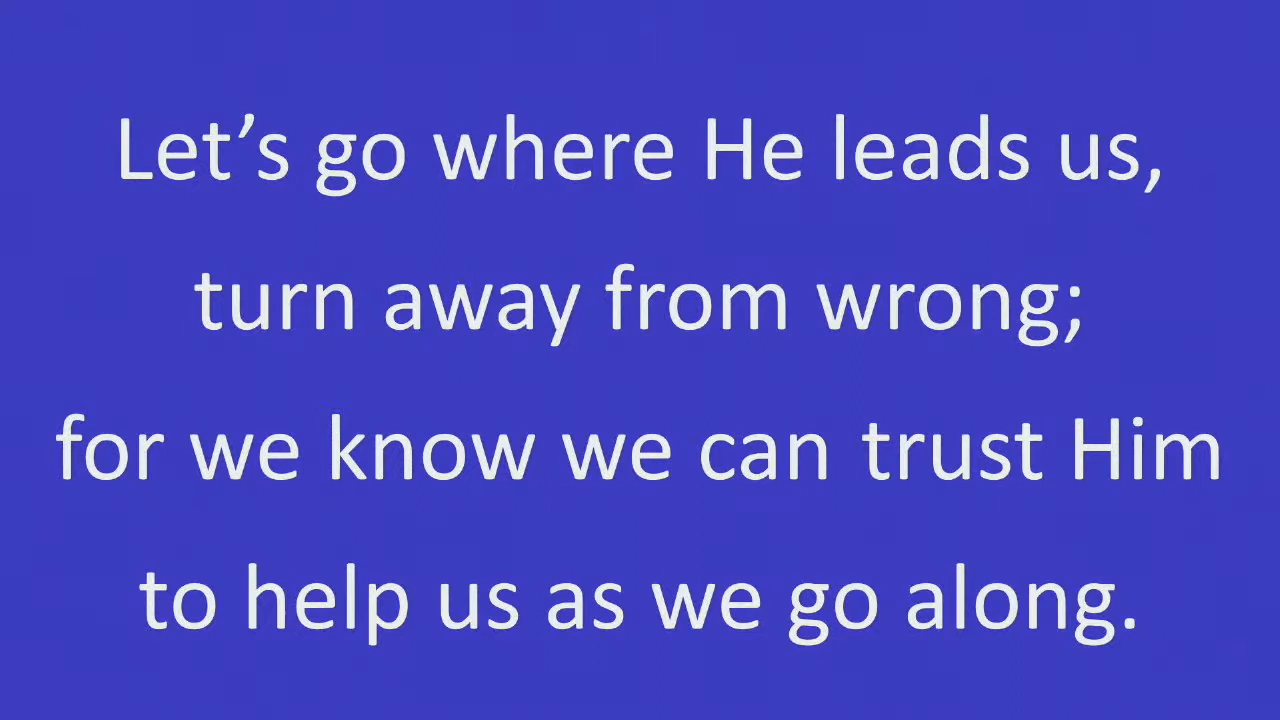 Let’s go where He leads us,
turn away from wrong;
for we know we can trust Him
to help us as we go along.